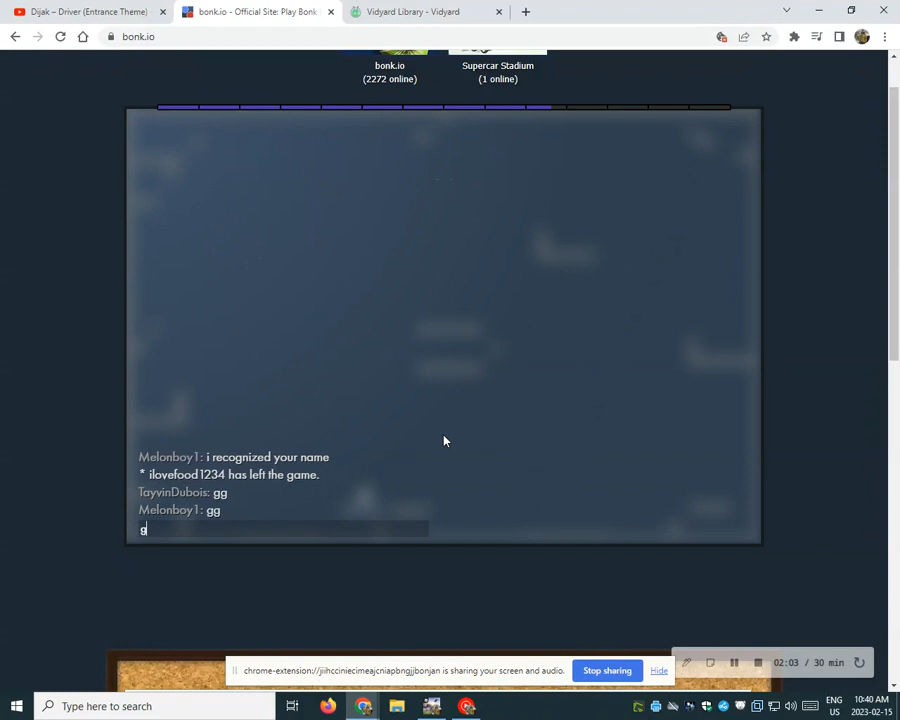 Dijak – Driver (Entrance Theme)
bonk.io - Official Site: Play Bonk
Vidyard Library - Vidyard
bonk.io
bonk.io
(2272 online)
Supercar Stadium
(1 online)
Melonboy1: i recognized your name
* ilovefood1234 has left the game.
TayvinDubois: gg
Melonboy1: gg
g
chrome-extension://jiihcciniecimeajcniapbngjjbonjan is sharing your screen and audio.
Stop sharing
Hide
02:03 / 30 min
Type here to search
ENG
US
10:40 AM
2023-02-15